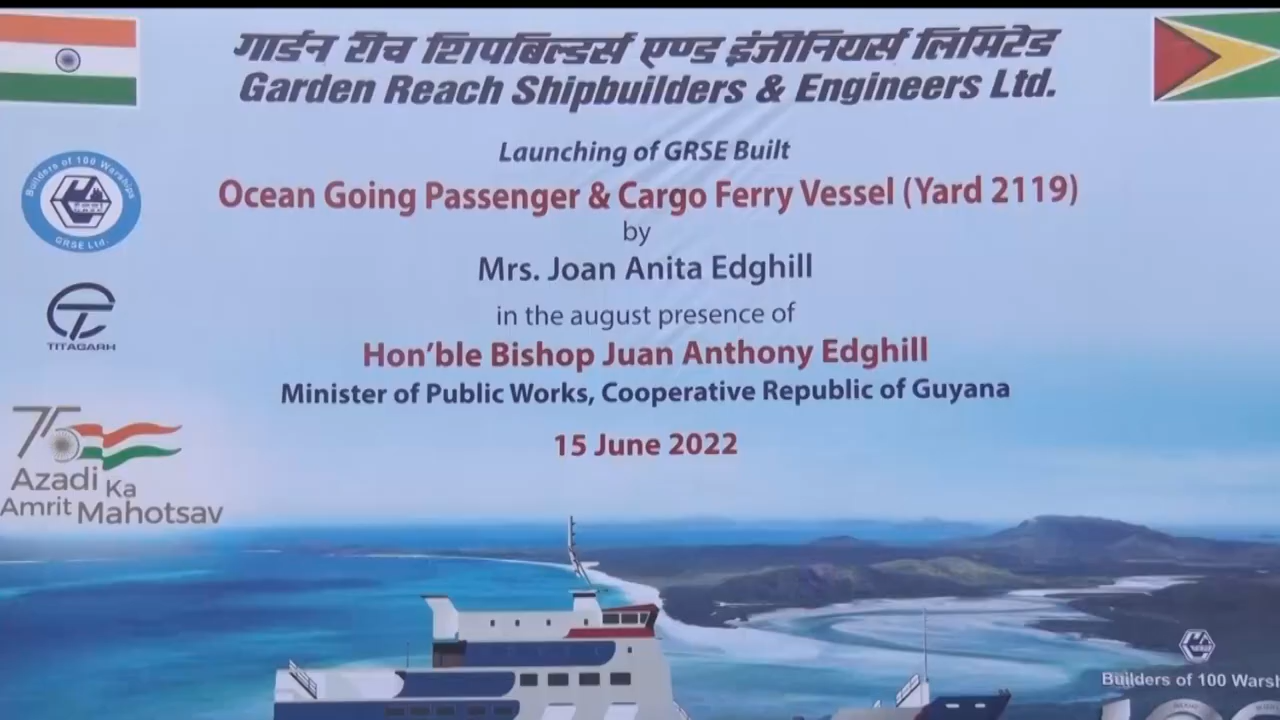 गार्डन रीच शिपबिल्डर्स एण्ड इंजीनियर्स लिमिटेड
Garden Reach Shipbuilders & Engineers Ltd.
Launching of GRSE Built
Ocean Going Passenger & Cargo Ferry Vessel (Yard 2119)
by
Mrs. Joan Anita Edghill
in the august presence of
Hon'ble Bishop Juan Anthony Edghill
Minister of Public Works, Cooperative Republic of Guyana
15 June 2022
Builders of 100 Warships
GRSE Ltd.
TITAGARH
75
Azadi Ka
Amrit Mahotsav
Builders of 100 Warsh